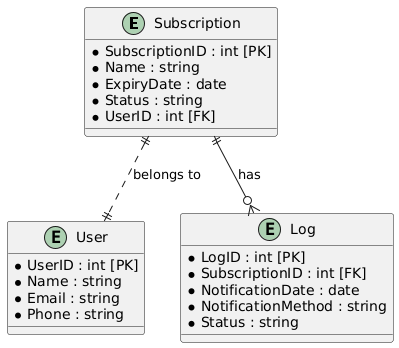 E Subscription
* SubscriptionID : int [PK]
* Name : string
* ExpiryDate : date
* Status : string
* UserID : int [FK]
belongs to
has
E User
* UserID : int [PK]
* Name : string
* Email : string
* Phone : string
E Log
* LogID : int [PK]
* SubscriptionID : int [FK]
* NotificationDate : date
* NotificationMethod : string
* Status : string